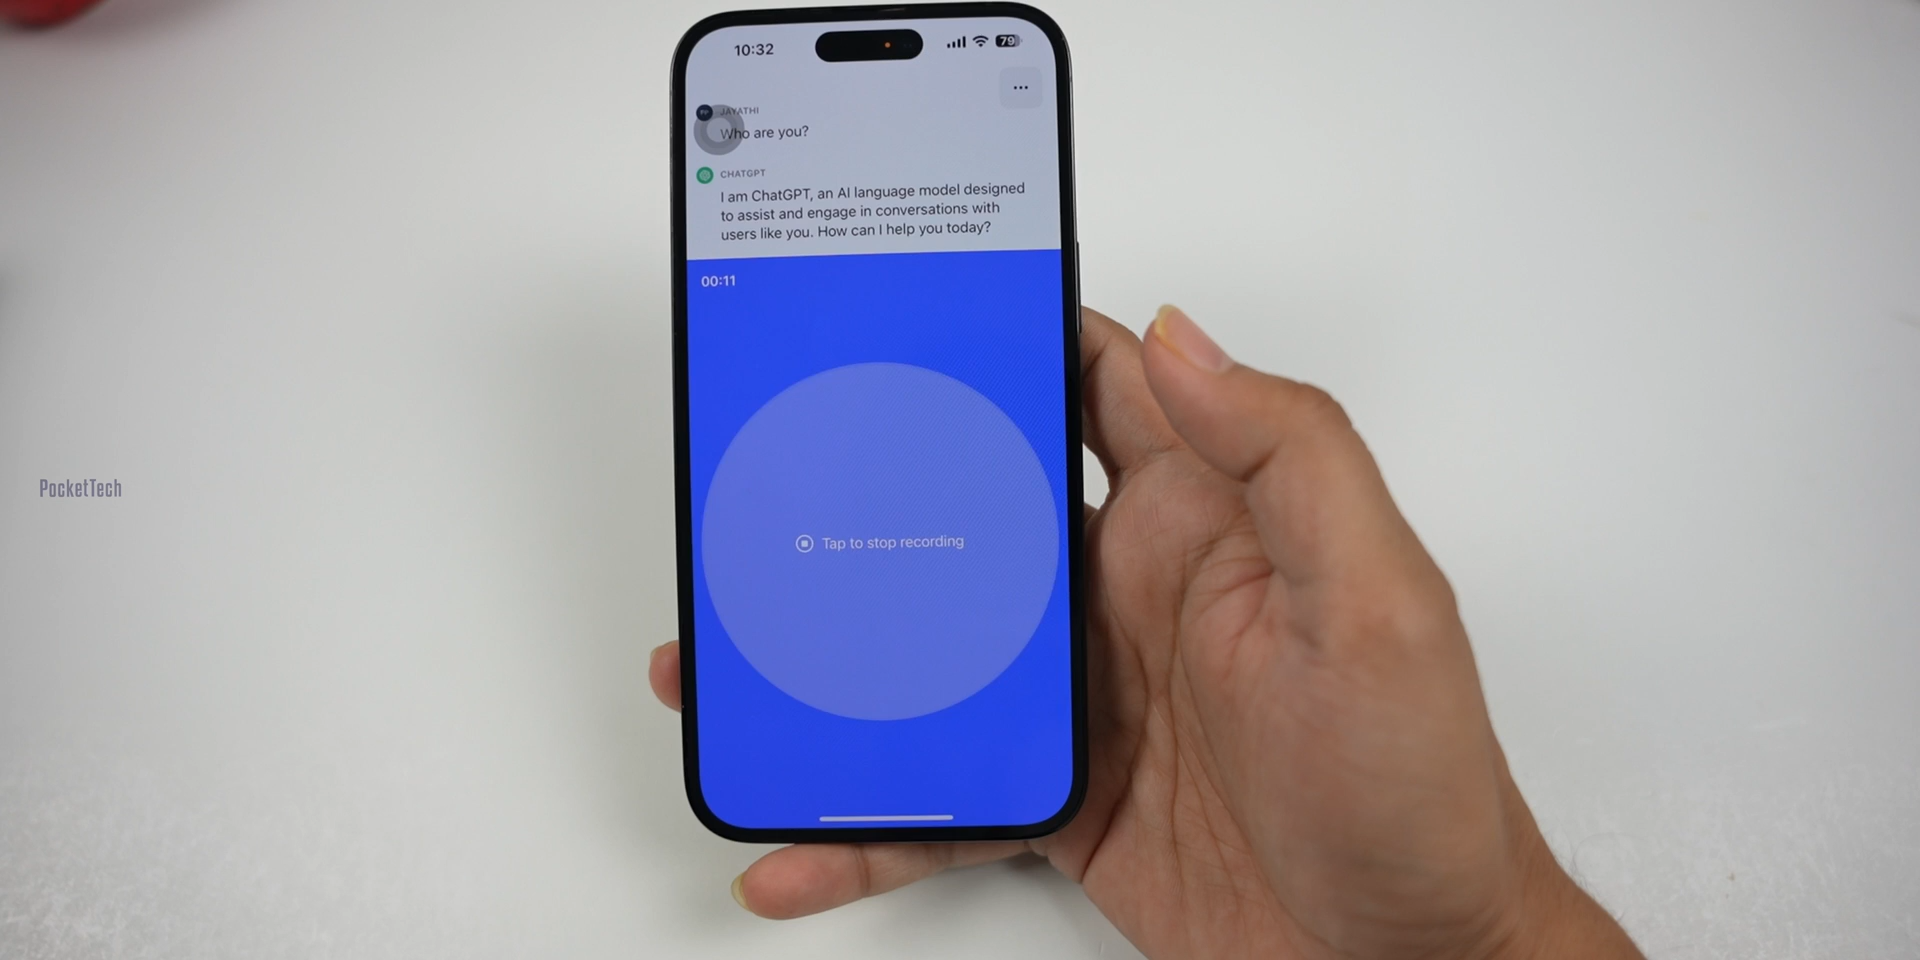 10:32
79
JAYATHI
Who are you?
CHATGPT
I am ChatGPT, an AI language model designed
to assist and engage in conversations with
users like you. How can I help you today?
00:11
Tap to stop recording
PocketTech